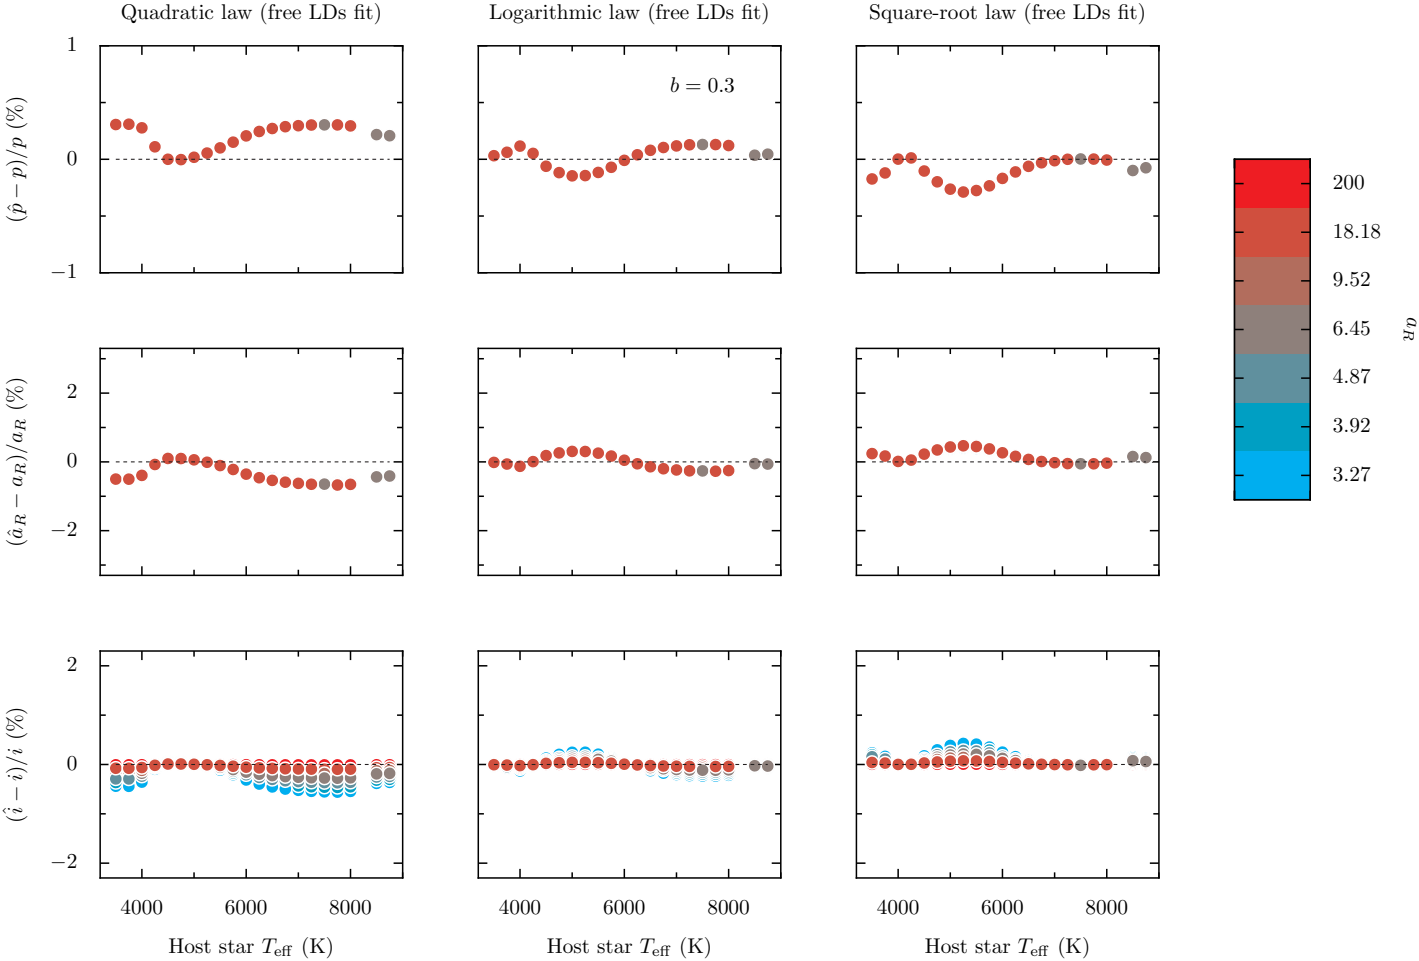 Quadratic law (free LDs fit)
Logarithmic law (free LDs fit)
Square-root law (free LDs fit)
(p̂ − p)/p (%)
1
0
−1
b = 0.3
(â_R − a_R)/a_R (%)
2
0
−2
(î − i)/i (%)
2
0
−2
4000 6000 8000
4000 6000 8000
4000 6000 8000
Host star T_eff (K)
Host star T_eff (K)
Host star T_eff (K)
200
18.18
9.52
6.45
4.87
3.92
3.27
a_R